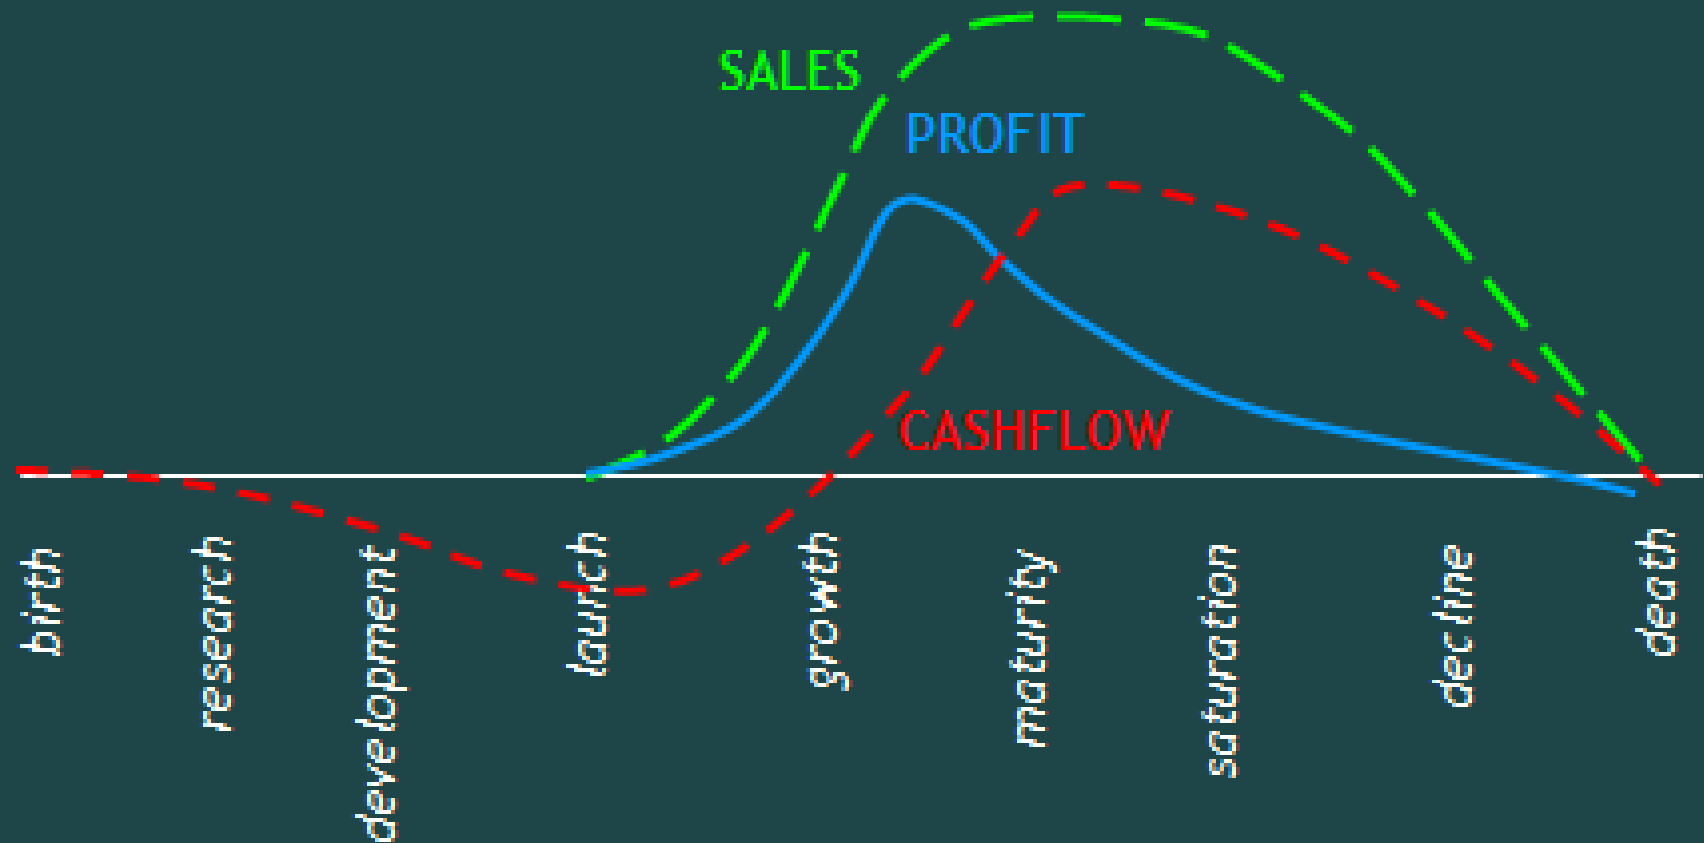 SALES
PROFIT
CASHFLOW
birth
research
development
launch
growth
maturity
saturation
decline
death